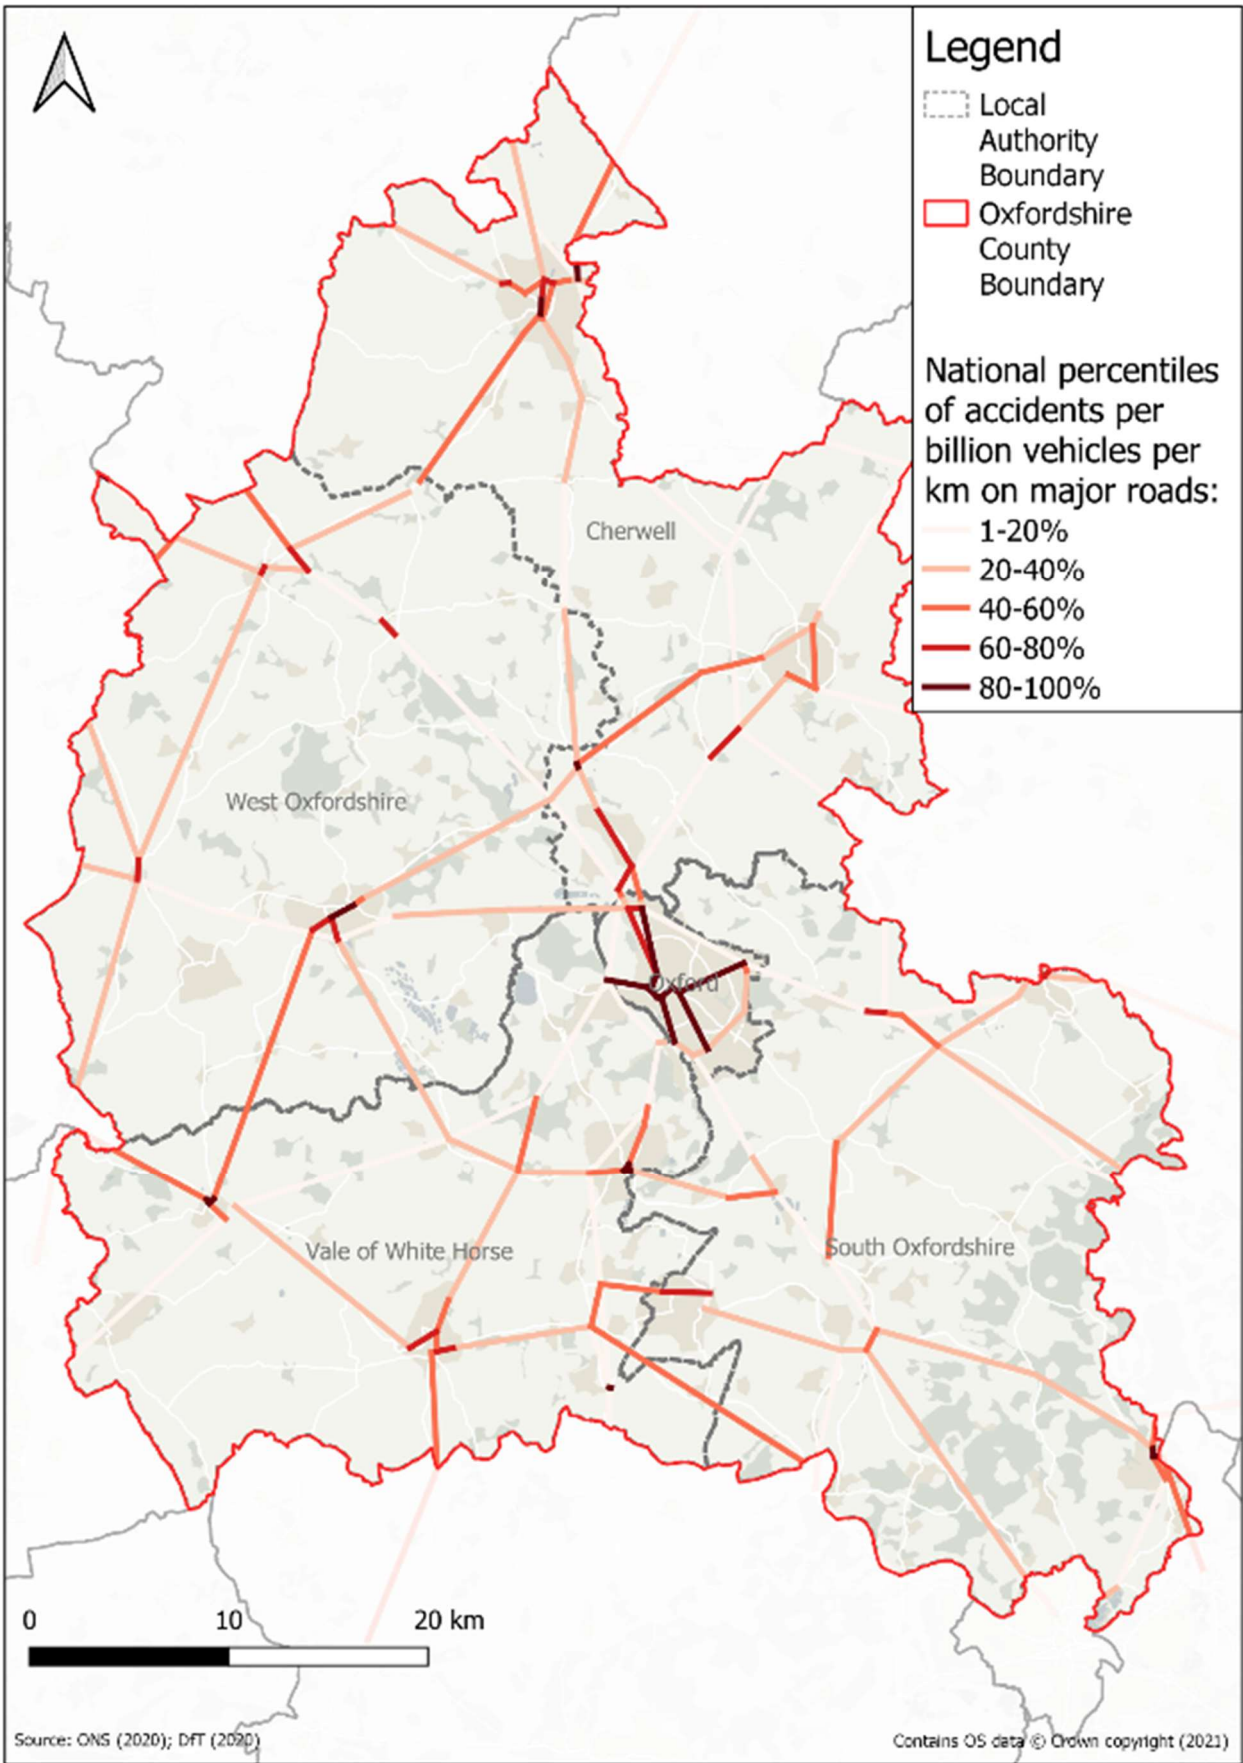 Legend
Local
Authority
Boundary
Oxfordshire
County
Boundary
National percentiles
of accidents per
billion vehicles per
km on major roads:
1-20%
20-40%
40-60%
60-80%
80-100%
Cherwell
West Oxfordshire
Oxford
Vale of White Horse
South Oxfordshire
0 10 20 km
Source: ONS (2020); DfT (2020)
Contains OS data © Crown copyright (2021)